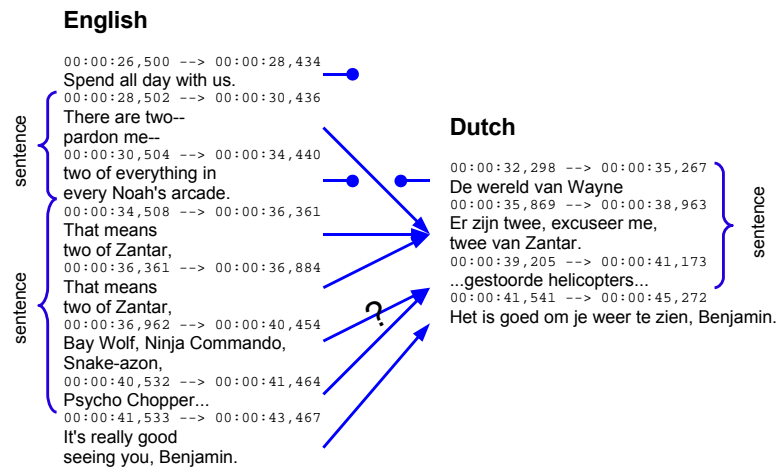 English
00:00:26,500 --> 00:00:28,434
Spend all day with us.
00:00:28,502 --> 00:00:30,436
There are two--
pardon me--
00:00:30,504 --> 00:00:34,440
two of everything in
every Noah's arcade.
00:00:34,508 --> 00:00:36,361
That means
two of Zantar,
00:00:36,361 --> 00:00:36,884
That means
two of Zantar,
00:00:36,962 --> 00:00:40,454
Bay Wolf, Ninja Commando,
Snake-azon,
00:00:40,532 --> 00:00:41,464
Psycho Chopper...
00:00:41,533 --> 00:00:43,467
It's really good
seeing you, Benjamin.
sentence
sentence
?
Dutch
00:00:32,298 --> 00:00:35,267
De wereld van Wayne
00:00:35,869 --> 00:00:38,963
Er zijn twee, excuseer me,
twee van Zantar.
00:00:39,205 --> 00:00:41,173
...gestoorde helicopters...
00:00:41,541 --> 00:00:45,272
Het is goed om je weer te zien, Benjamin.
sentence